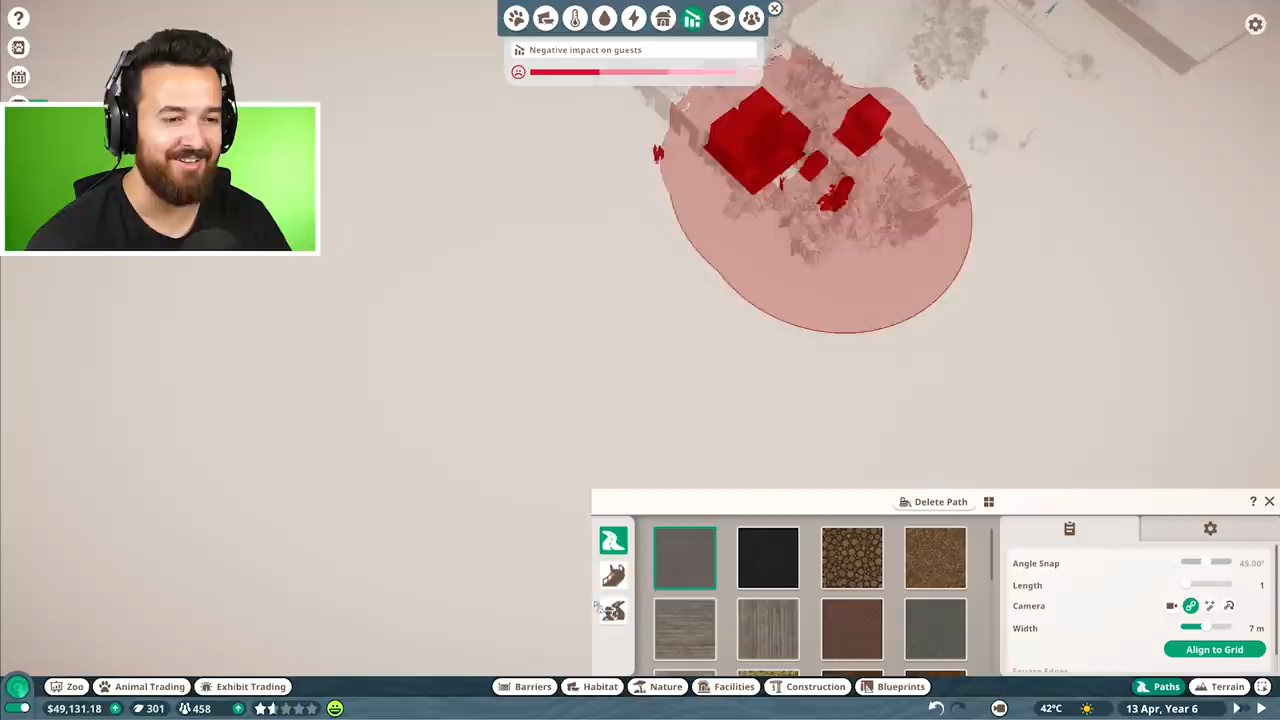 ?
Negative impact on guests
Delete Path
?
Angle Snap 45.00°
Length 1
Camera
Width 7 m
Align to Grid
Square Edges
Zoo Animal Trading Exhibit Trading Barriers Habitat Nature Facilities Construction Blueprints Paths Terrain
$49,131.18 301 458 42°C 13 Apr, Year 6